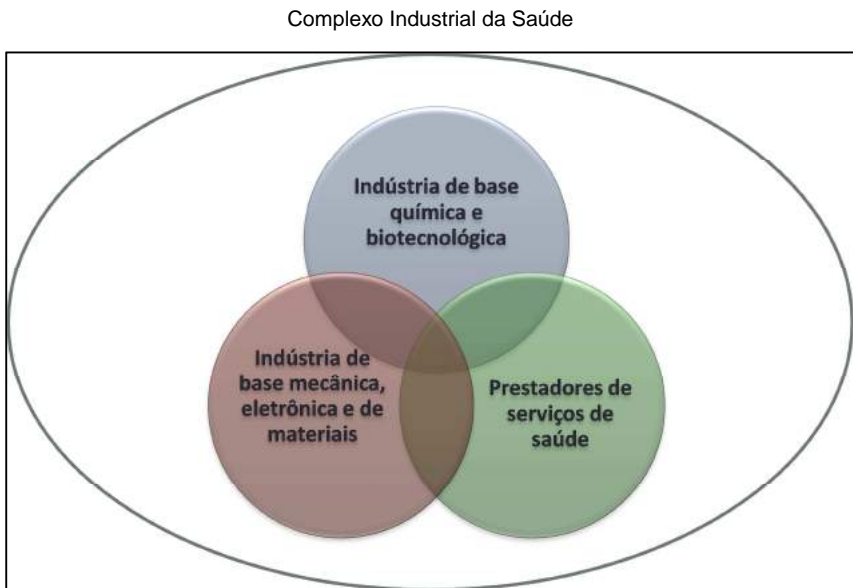 Complexo Industrial da Saúde
Indústria de base
química e
biotecnológica
Indústria de
base mecânica,
eletrônica e de
materiais
Prestadores de
serviços de
saúde